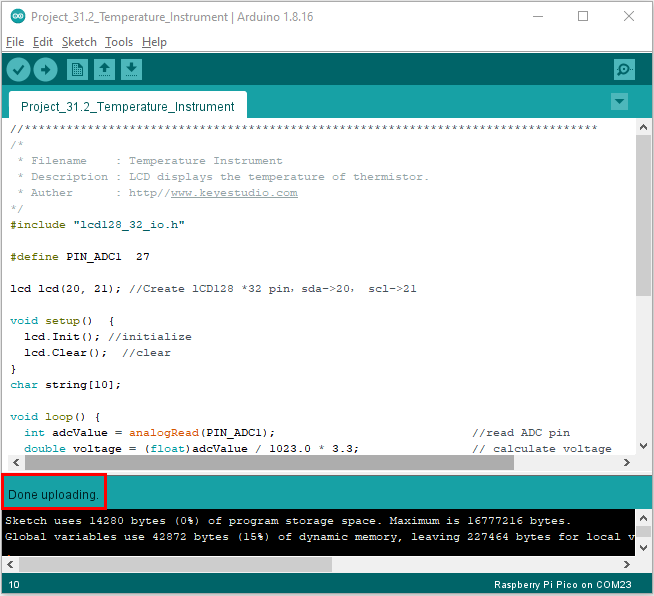 Project_31.2_Temperature_Instrument | Arduino 1.8.16
File Edit Sketch Tools Help
Project_31.2_Temperature_Instrument
//**********************************************************************************
/*
 * Filename    : Temperature Instrument
 * Description : LCD displays the temperature of thermistor.
 * Auther      : http//www.keyestudio.com
*/
#include "lcd128_32_io.h"
#define PIN_ADC1  27
lcd lcd(20, 21); //Create lCD128 *32 pin，sda->20， scl->21
void setup()  {
  lcd.Init(); //initialize
  lcd.Clear();  //clear
}
char string[10];
void loop() {
  int adcValue = analogRead(PIN_ADC1);                            //read ADC pin
  double voltage = (float)adcValue / 1023.0 * 3.3;                // calculate voltage
Done uploading.
Sketch uses 14280 bytes (0%) of program storage space. Maximum is 16777216 bytes.
Global variables use 42872 bytes (15%) of dynamic memory, leaving 227464 bytes for local v
10 Raspberry Pi Pico on COM23